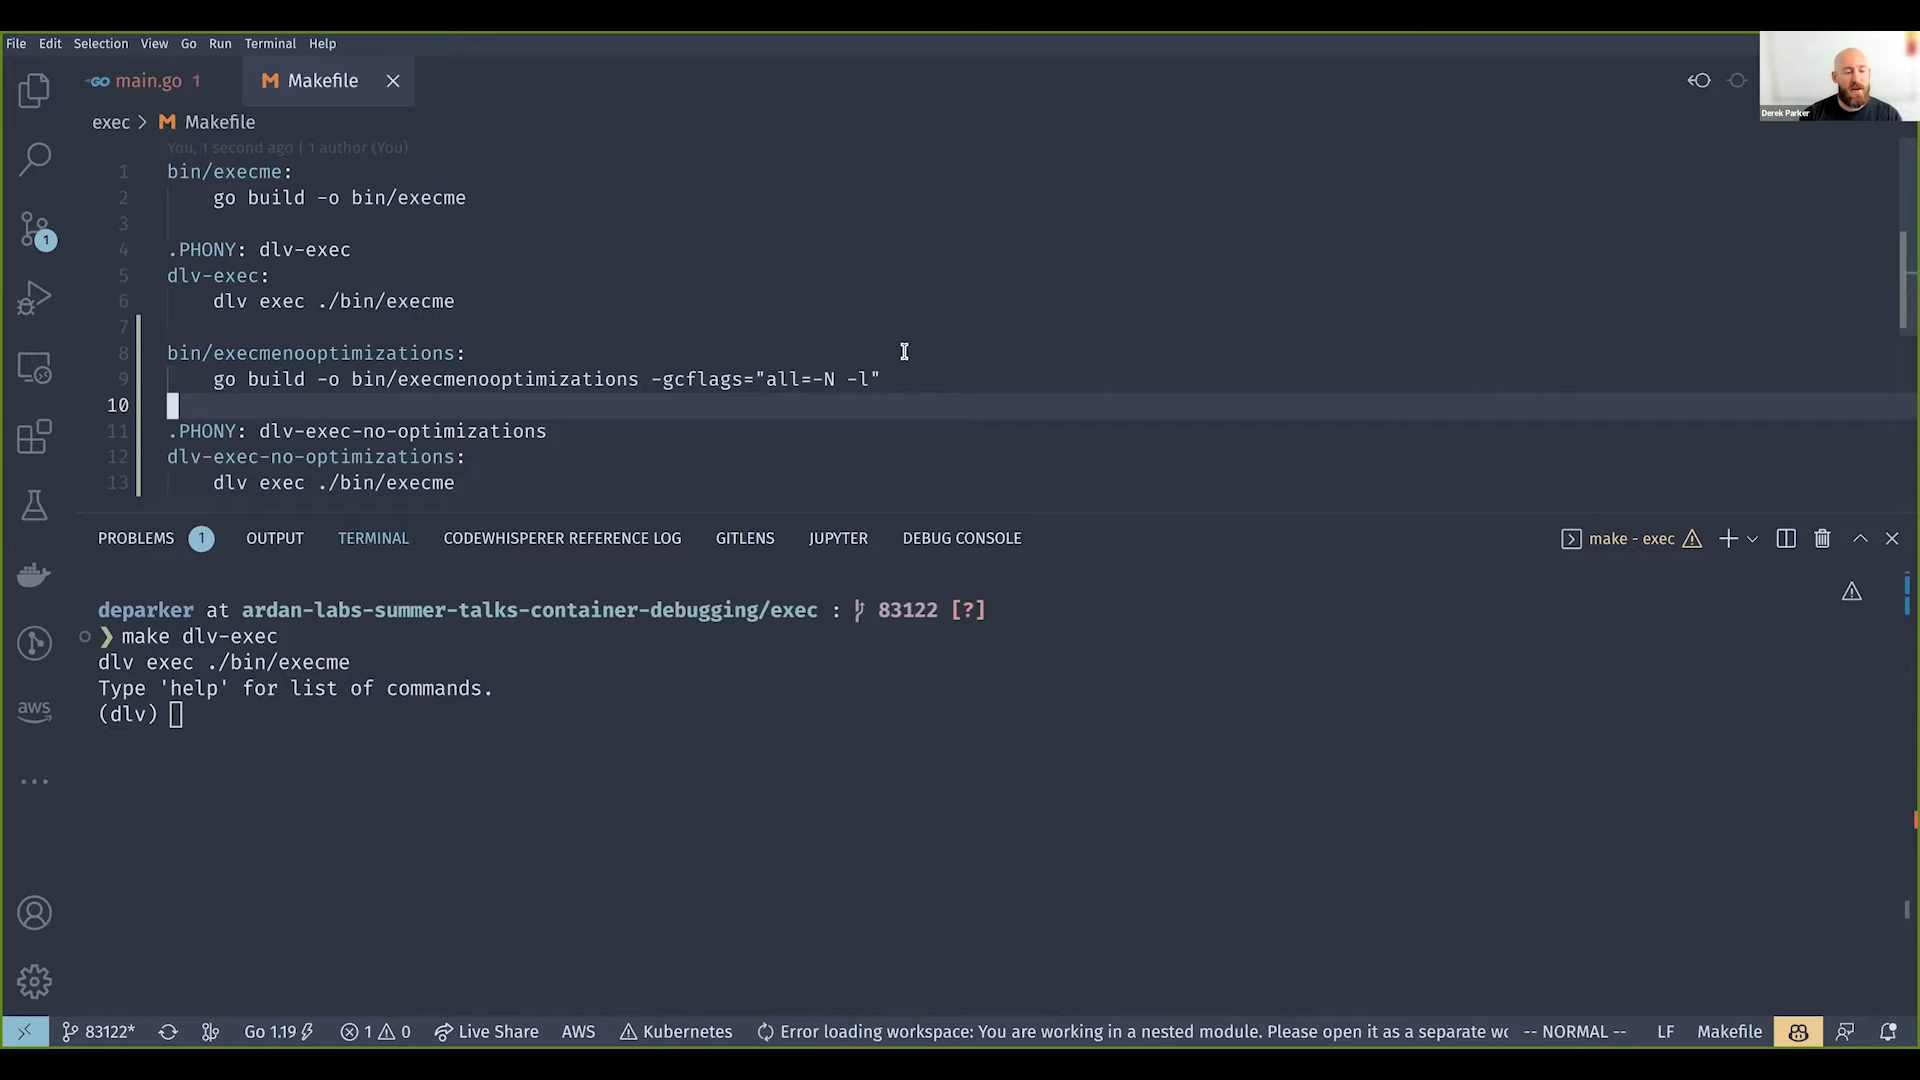 File Edit Selection View Go Run Terminal Help
GO main.go 1 M Makefile
Derek Parker
exec > M Makefile
You, 1 second ago | 1 author (You)
1 bin/execme:
2 go build -o bin/execme
3
4 .PHONY: dlv-exec
5 dlv-exec:
6 dlv exec ./bin/execme
7
8 bin/execmenooptimizations:
9 go build -o bin/execmenooptimizations -gcflags="all=-N -l"
10
11 .PHONY: dlv-exec-no-optimizations
12 dlv-exec-no-optimizations:
13 dlv exec ./bin/execme
PROBLEMS 1 OUTPUT TERMINAL CODEWHISPERER REFERENCE LOG GITLENS JUPYTER DEBUG CONSOLE make - exec
deparker at ardan-labs-summer-talks-container-debugging/exec : 83122 [?]
❯ make dlv-exec
dlv exec ./bin/execme
Type 'help' for list of commands.
(dlv)
1
aws
83122* Go 1.19 1 0 Live Share AWS Kubernetes Error loading workspace: You are working in a nested module. Please open it as a separate wo -- NORMAL -- LF Makefile